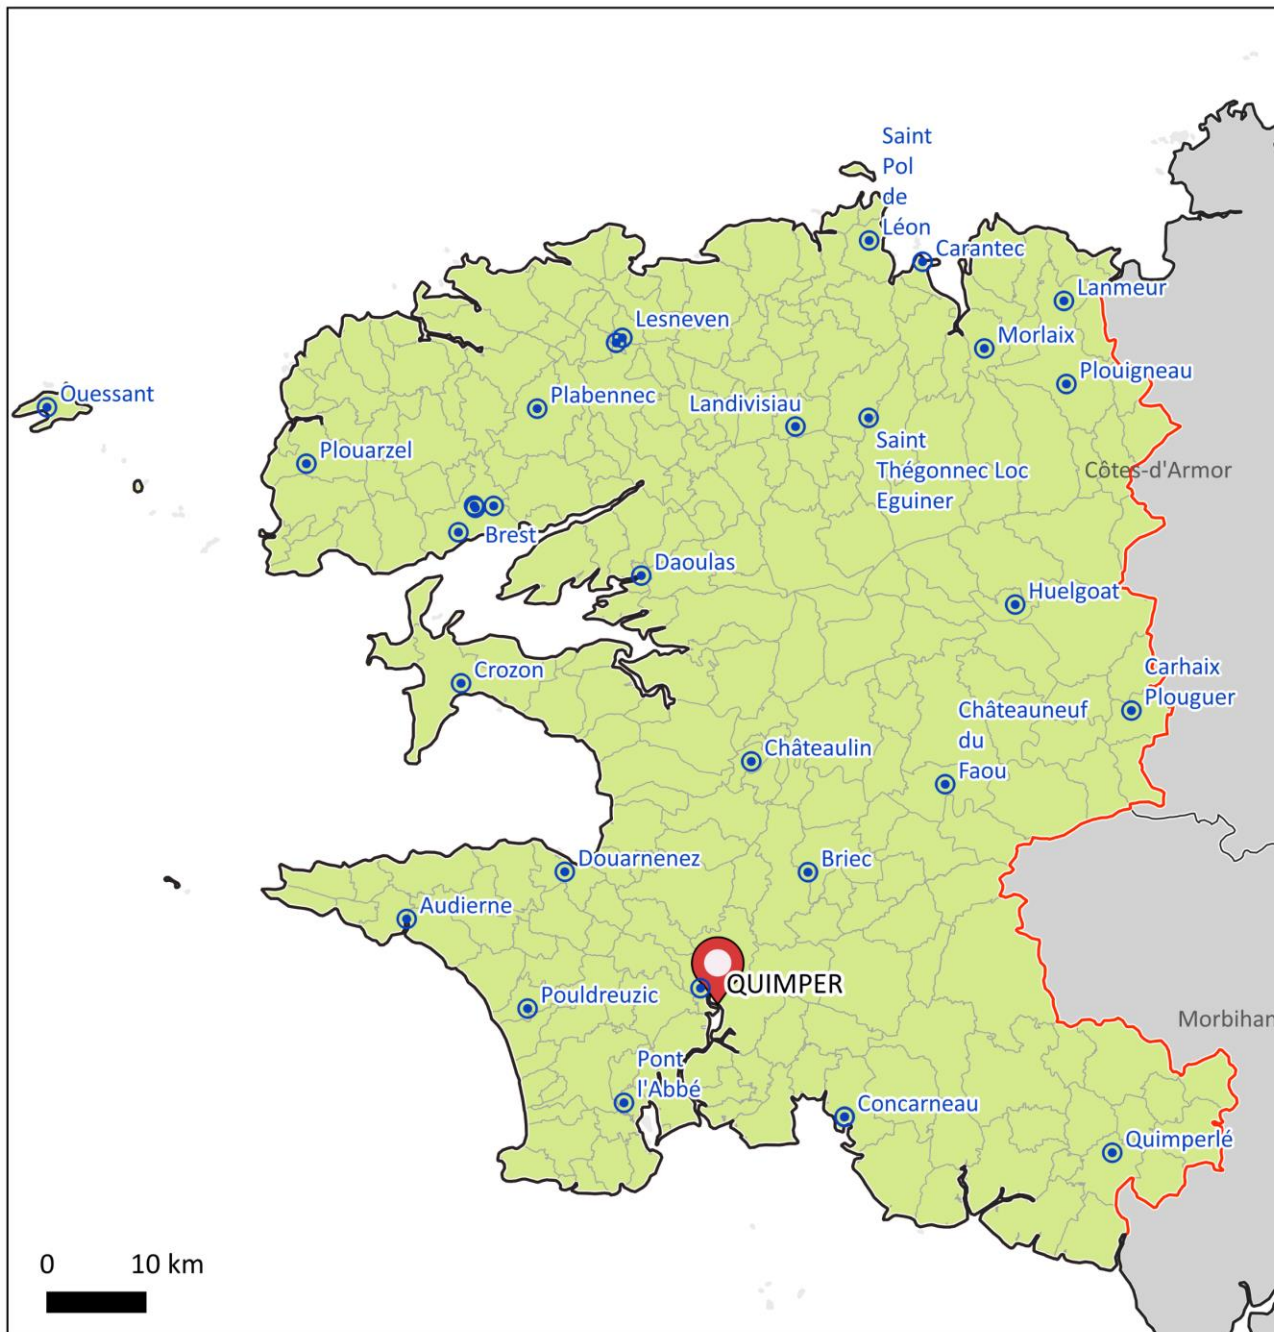 Saint
Pol
de
Léon
Carantec
Lanmeur
Lesneven
Morlaix
Plouigneau
Ouessant
Plabennec
Landivisiau
Saint
Thégonnec Loc
Eguiner
Plouarzel
Côtes-d'Armor
Brest
Daoulas
Huelgoat
Crozon
Carhaix
Plouguer
Châteauneuf
du
Faou
Châteaulin
Douarnenez
Briec
Audierne
QUIMPER
Pouldreuzic
Morbihan
Pont
l'Abbé
Concarneau
Quimperlé
0 10 km